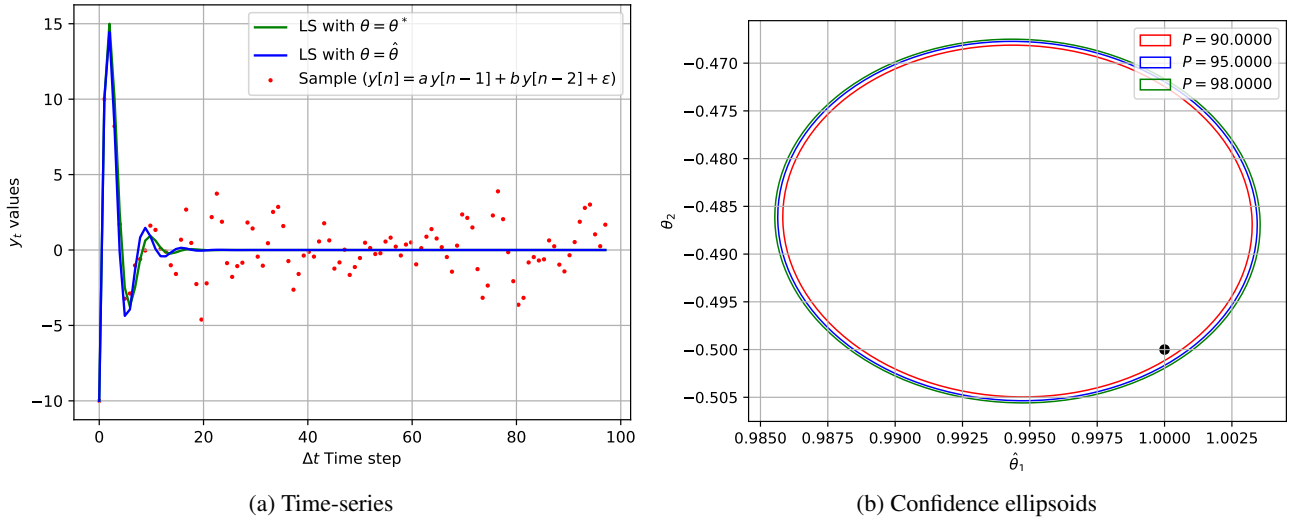 LS with θ = θ*
LS with θ = θ̂
Sample (y[n] = a y[n − 1] + b y[n − 2] + ε)
15
10
5
0
−5
−10
y_t values
0 20 40 60 80 100
Δt Time step
(a) Time-series
P = 90.0000
P = 95.0000
P = 98.0000
−0.470
−0.475
−0.480
−0.485
−0.490
−0.495
−0.500
−0.505
θ₂
0.9850 0.9875 0.9900 0.9925 0.9950 0.9975 1.0000 1.0025
θ̂₁
(b) Confidence ellipsoids